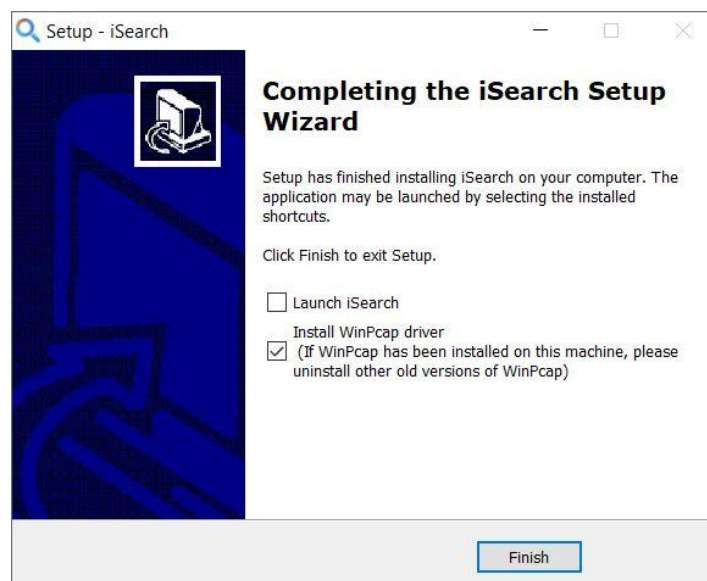 Setup - iSearch
Completing the iSearch Setup
Wizard
Setup has finished installing iSearch on your computer. The
application may be launched by selecting the installed
shortcuts.
Click Finish to exit Setup.
Launch iSearch
Install WinPcap driver
(If WinPcap has been installed on this machine, please
uninstall other old versions of WinPcap)
Finish